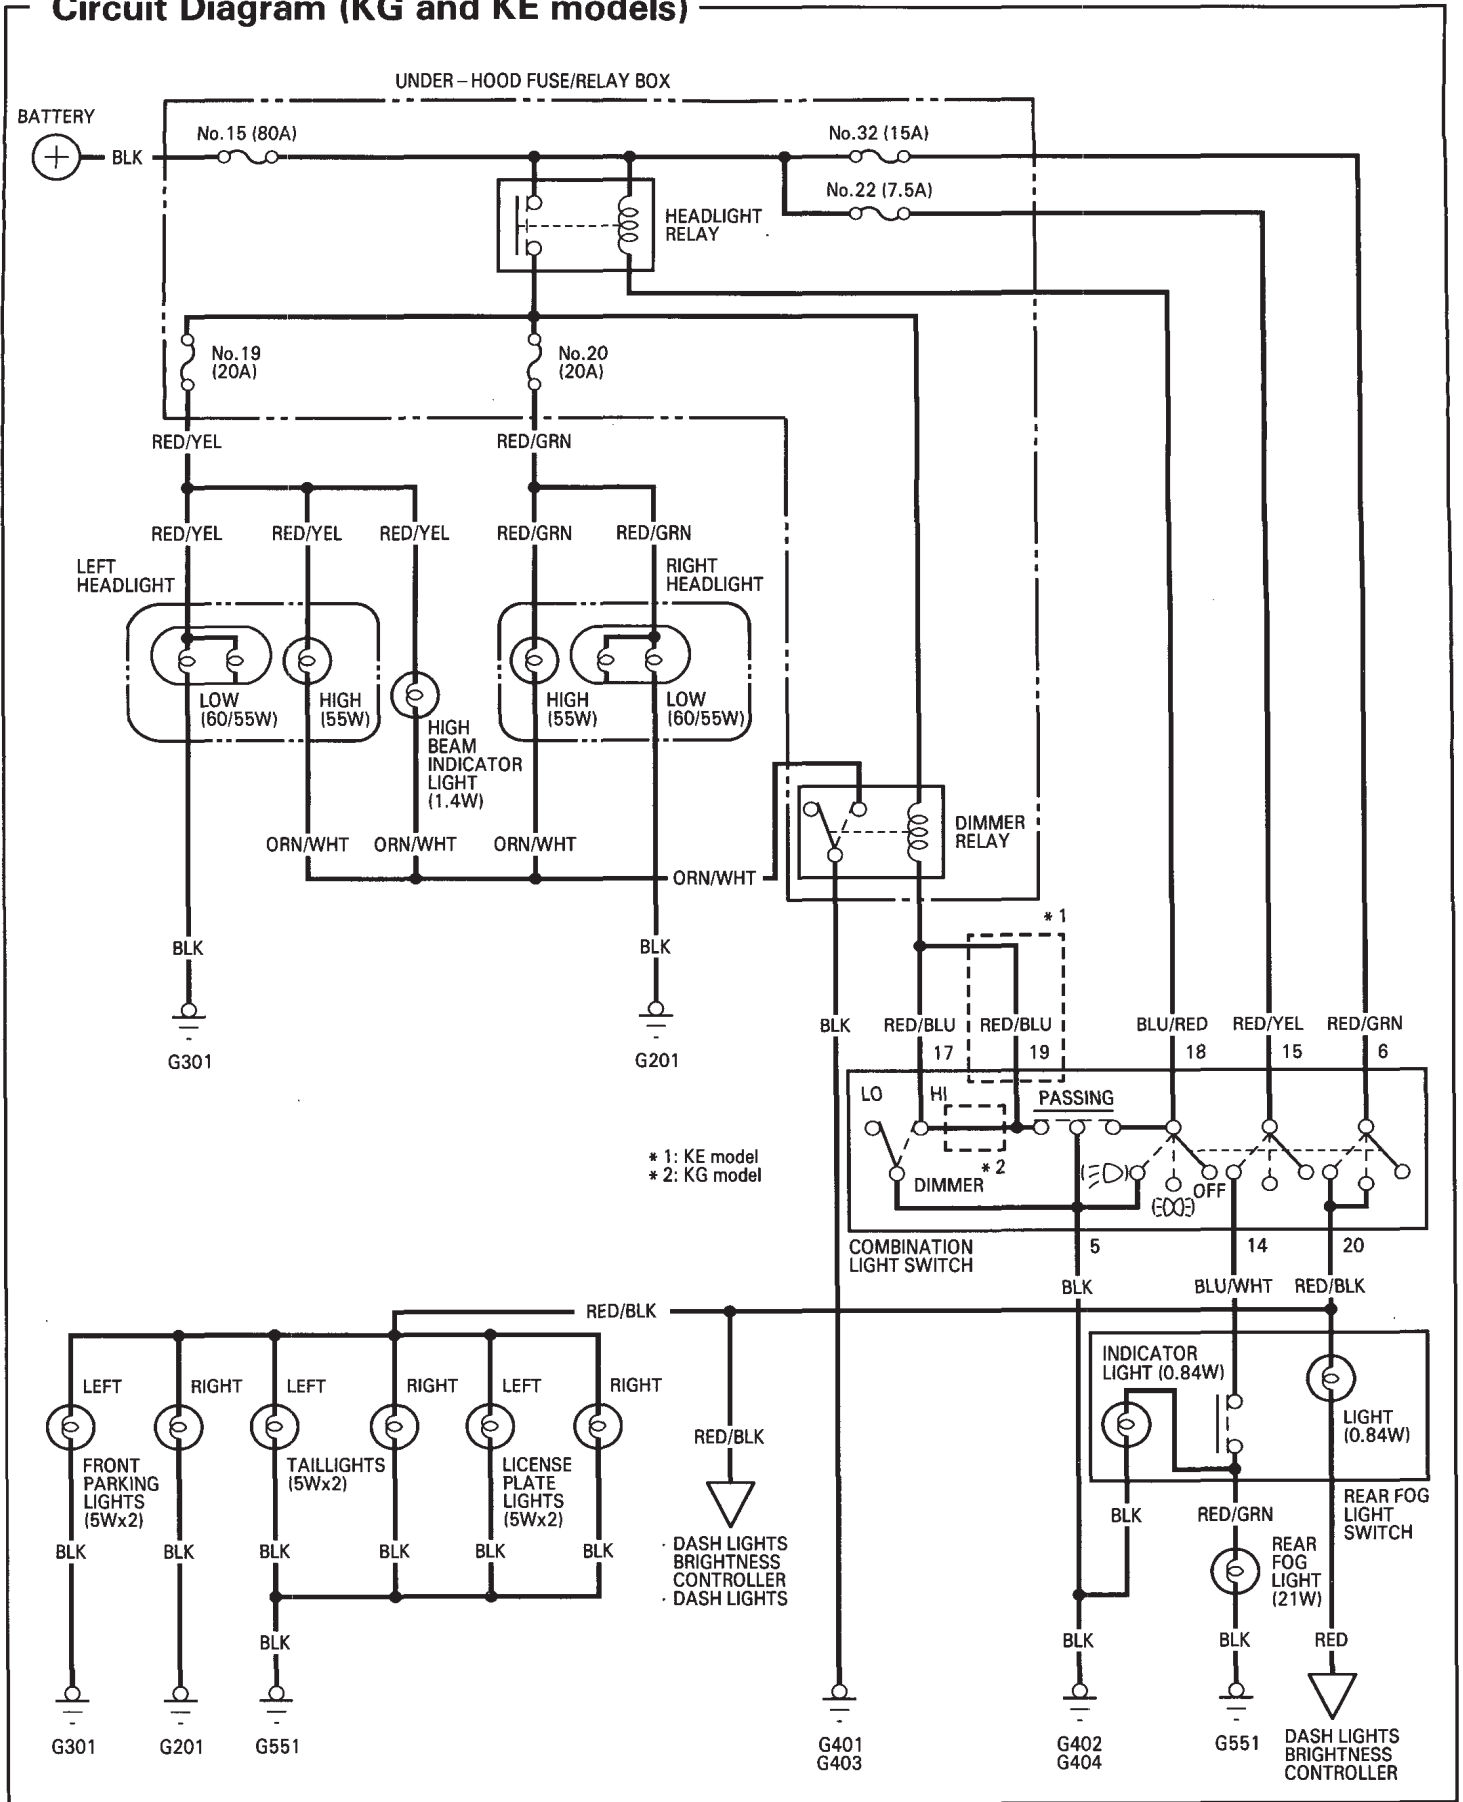 Circuit Diagram (KG and KE models)
UNDER–HOOD FUSE/RELAY BOX
BATTERY
BLK
No.15 (80A)
No.32 (15A)
No.22 (7.5A)
HEADLIGHT
RELAY
No.19
(20A)
No.20
(20A)
RED/YEL
RED/GRN
RED/YEL
RED/YEL
RED/YEL
RED/GRN
RED/GRN
LEFT
HEADLIGHT
RIGHT
HEADLIGHT
LOW
(60/55W)
HIGH
(55W)
HIGH
(55W)
LOW
(60/55W)
HIGH
BEAM
INDICATOR
LIGHT
(1.4W)
DIMMER
RELAY
ORN/WHT
ORN/WHT
ORN/WHT
ORN/WHT
* 1
BLK
BLK
G301
G201
BLK
RED/BLU
RED/BLU
BLU/RED
RED/YEL
RED/GRN
17
19
18
15
6
LO
HI
PASSING
* 1: KE model
* 2: KG model
* 2
DIMMER
OFF
COMBINATION
LIGHT SWITCH
5
14
20
BLK
BLU/WHT
RED/BLK
RED/BLK
INDICATOR
LIGHT (0.84W)
LEFT
RIGHT
LEFT
RIGHT
LEFT
RIGHT
LIGHT
(0.84W)
RED/BLK
FRONT
PARKING
LIGHTS
(5Wx2)
TAILLIGHTS
(5Wx2)
LICENSE
PLATE
LIGHTS
(5Wx2)
REAR FOG
LIGHT
SWITCH
BLK
RED/GRN
BLK
BLK
BLK
BLK
BLK
BLK
· DASH LIGHTS
BRIGHTNESS
CONTROLLER
· DASH LIGHTS
REAR
FOG
LIGHT
(21W)
BLK
BLK
BLK
RED
G301
G201
G551
G401
G403
G402
G404
G551
DASH LIGHTS
BRIGHTNESS
CONTROLLER